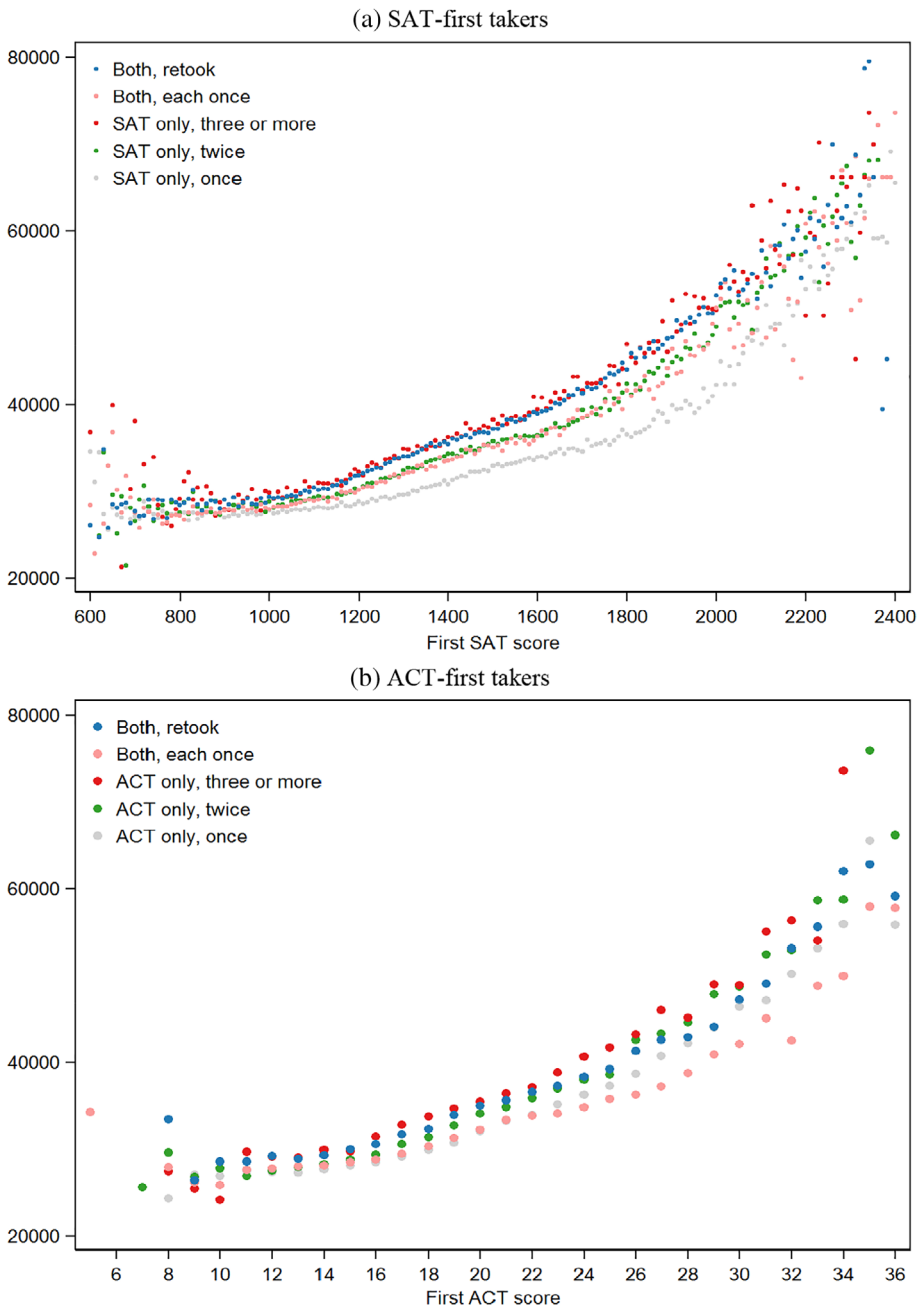 (a) SAT-first takers
80000
60000
40000
20000
Both, retook
Both, each once
SAT only, three or more
SAT only, twice
SAT only, once
600 800 1000 1200 1400 1600 1800 2000 2200 2400
First SAT score
(b) ACT-first takers
80000
60000
40000
20000
Both, retook
Both, each once
ACT only, three or more
ACT only, twice
ACT only, once
6 8 10 12 14 16 18 20 22 24 26 28 30 32 34 36
First ACT score